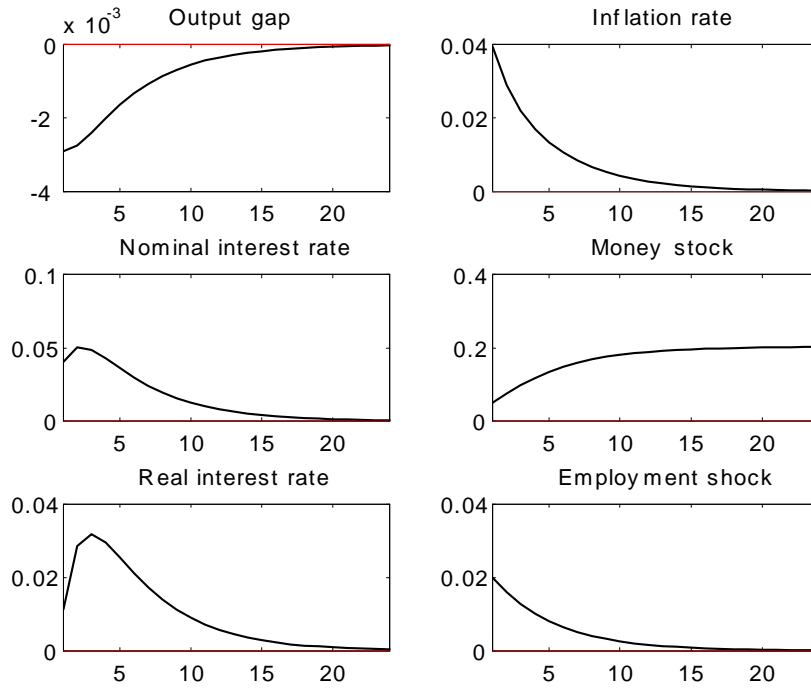 x 10-3
Output gap
0
-2
-4
5 10 15 20
Inflation rate
0.04
0.02
0
5 10 15 20
Nominal interest rate
0.1
0.05
0
5 10 15 20
Money stock
0.4
0.2
0
5 10 15 20
Real interest rate
0.04
0.02
0
5 10 15 20
Employment shock
0.04
0.02
0
5 10 15 20